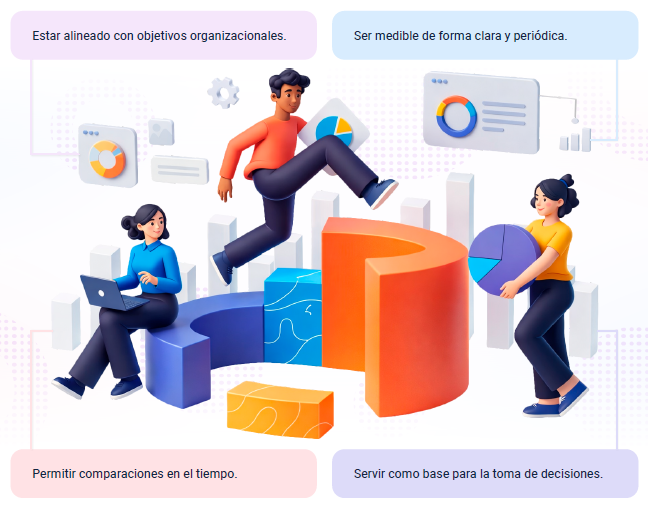 Estar alineado con objetivos organizacionales.
Ser medible de forma clara y periódica.
Permitir comparaciones en el tiempo.
Servir como base para la toma de decisiones.